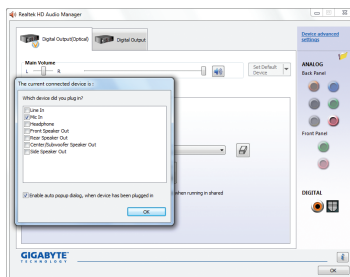 Realtek HD Audio Manager
Digital Output(Optical)
Digital Output
Device advanced
settings
Main Volume
L
R
Set Default
Device
ANALOG
Back Panel
The current connected device is :
Which device did you plug in?
Line In
Mic In
Headphone
Front Speaker Out
Rear Speaker Out
Center/Subwoofer Speaker Out
Side Speaker Out
when running in shared
Front Panel
Enable auto popup dialog, when device has been plugged in
OK
DIGITAL
GIGABYTE
TECHNOLOGY
OK